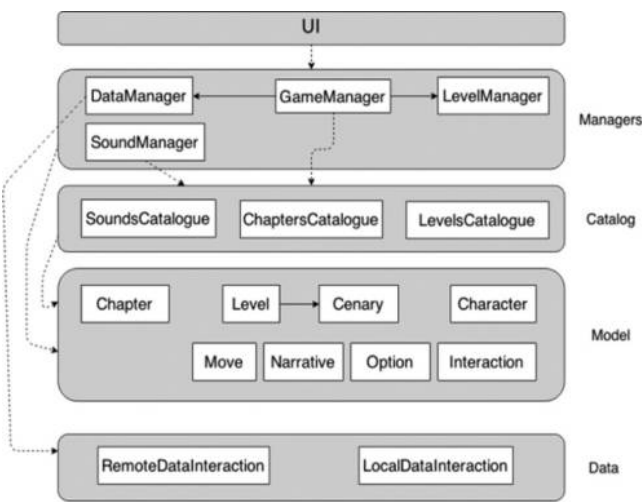 UI
DataManager
GameManager
LevelManager
SoundManager
Managers
SoundsCatalogue
ChaptersCatalogue
LevelsCatalogue
Catalog
Chapter
Level
Cenary
Character
Model
Move
Narrative
Option
Interaction
RemoteDataInteraction
LocalDataInteraction
Data